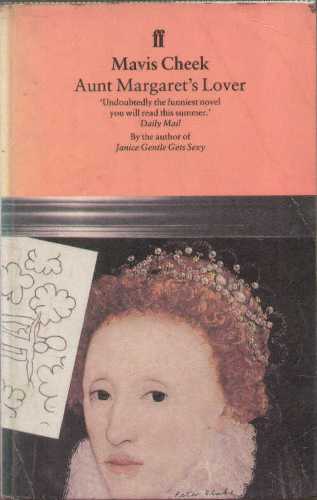 ff
Mavis Cheek
Aunt Margaret's Lover
'Undoubtedly the funniest novel
you will read this summer.'
Daily Mail
By the author of
Janice Gentle Gets Sexy